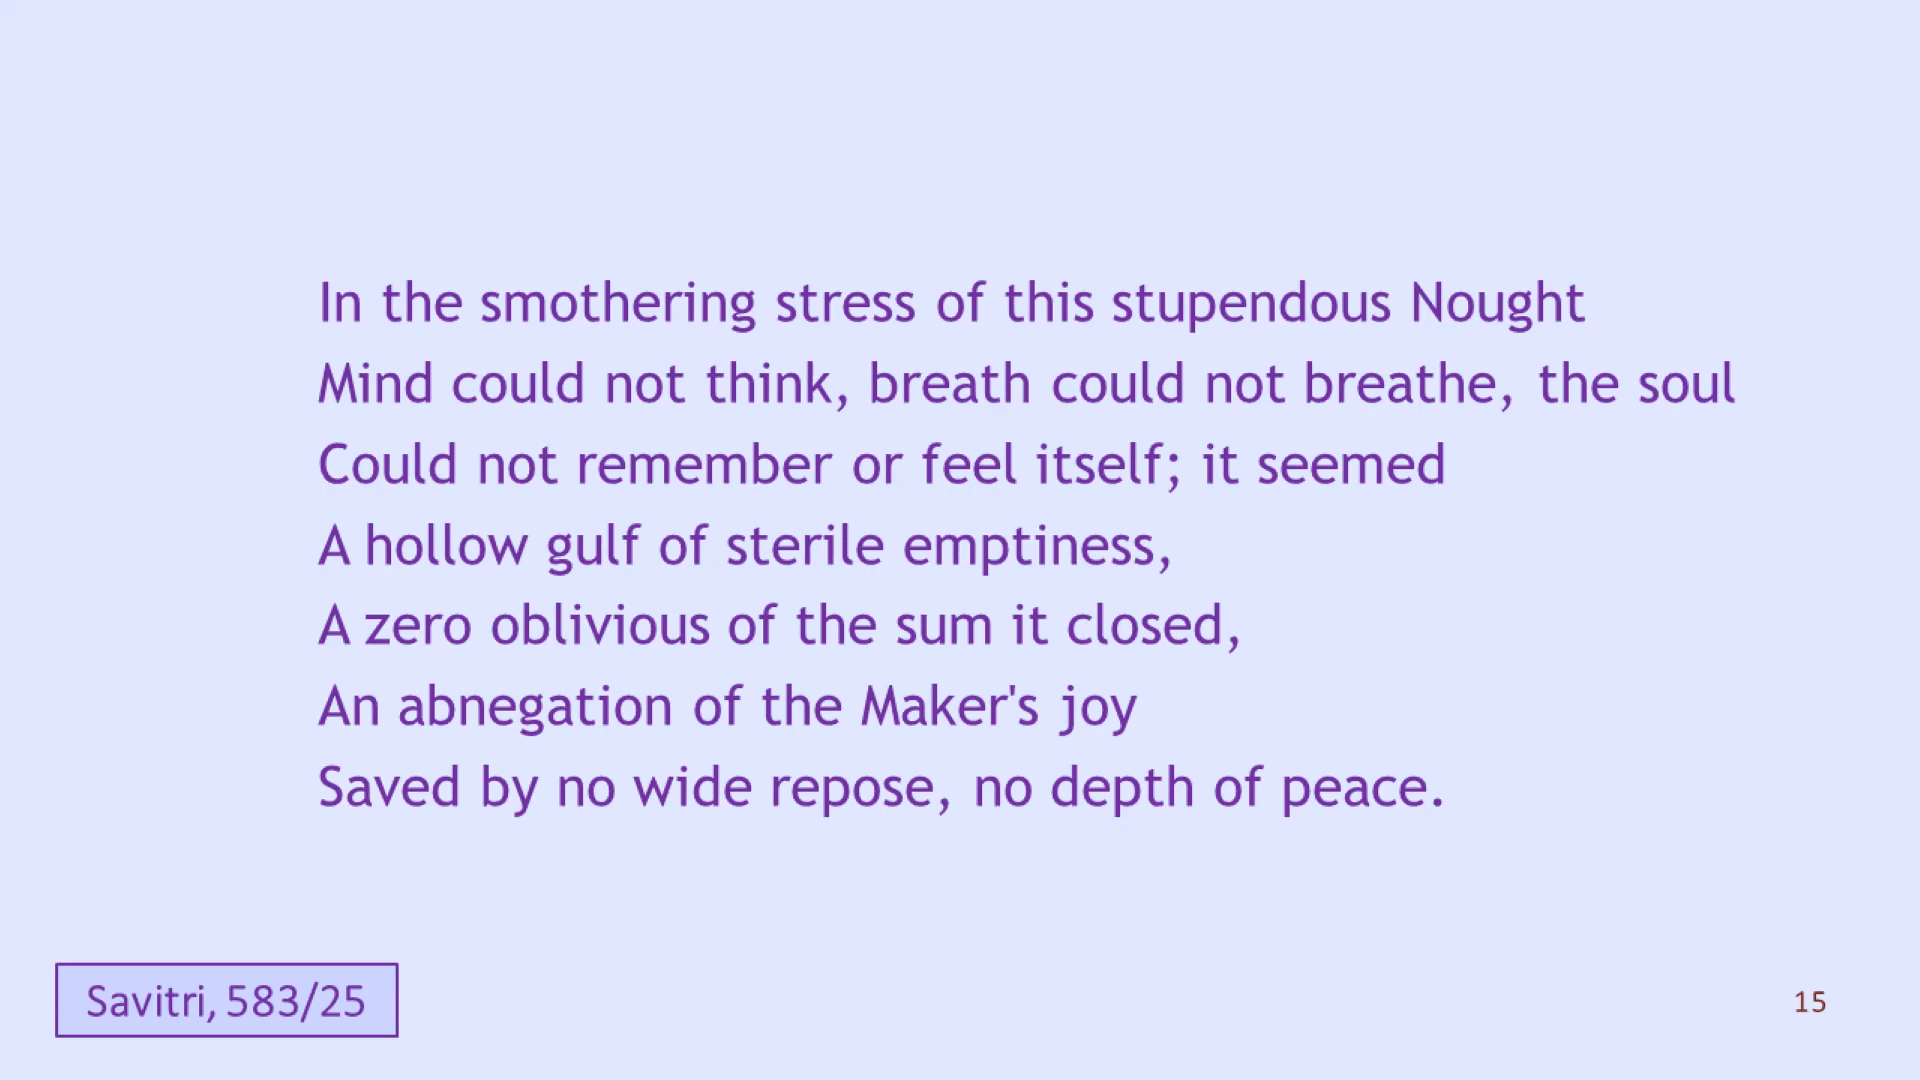 In the smothering stress of this stupendous Nought
Mind could not think, breath could not breathe, the soul
Could not remember or feel itself; it seemed
A hollow gulf of sterile emptiness,
A zero oblivious of the sum it closed,
An abnegation of the Maker's joy
Saved by no wide repose, no depth of peace.
Savitri, 583/25
15